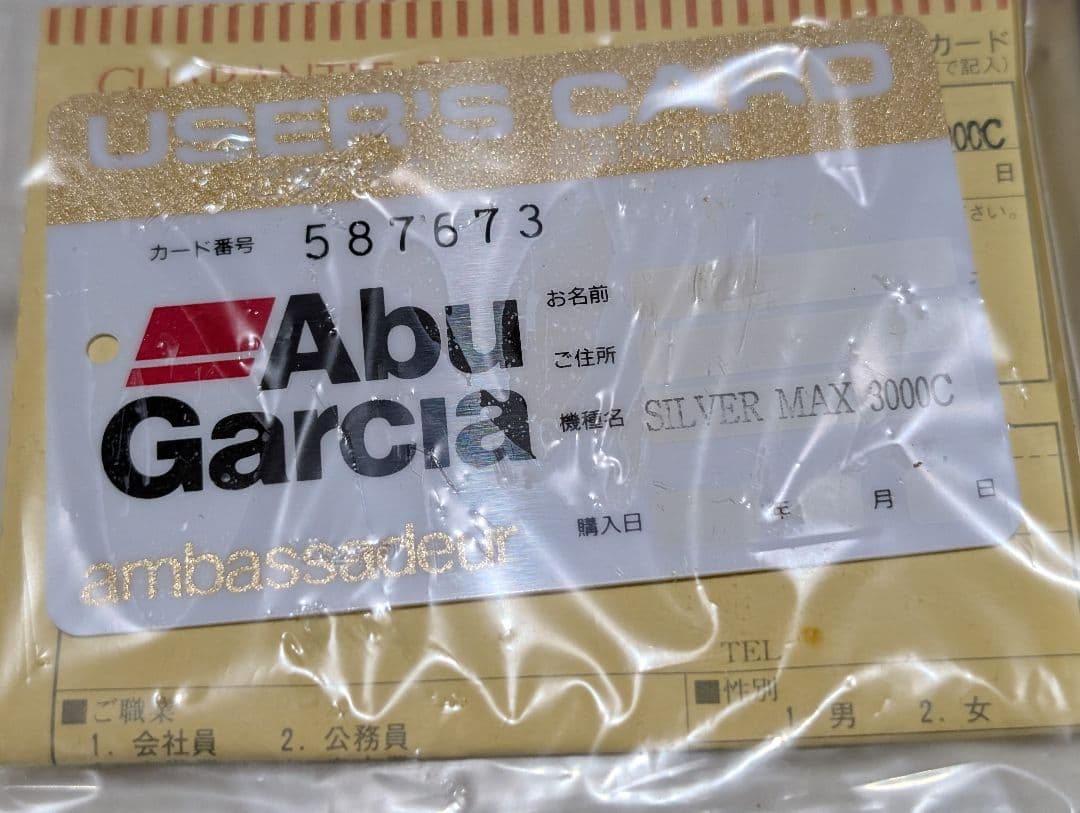 カード
で記入)
USER'S CARD
000C
日
さい。
カード番号 587673
Abu
Garcia
ambassadeur
お名前
ご住所
機種名 SILVER MAX 3000C
購入日 年 月 日
TEL
■ご職業
1. 会社員 2. 公務員
■性別
1. 男 2. 女